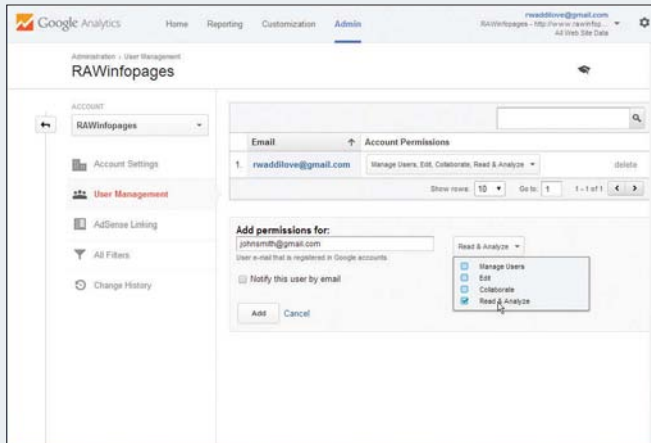 Google Analytics
Home
Reporting
Customization
Admin
rwaddilove@gmail.com
RAWinfopages - http://www.rawinfop...
All Web Site Data
Administration › User Management
RAWinfopages
ACCOUNT
RAWinfopages
Account Settings
User Management
AdSense Linking
All Filters
Change History
Email
Account Permissions
1. rwaddilove@gmail.com
Manage Users, Edit, Collaborate, Read & Analyze
delete
Show rows: 10
Go to: 1
1 - 1 of 1
Add permissions for:
johnsmith@gmail.com
User e-mail that is registered in Google accounts
Read & Analyze
Notify this user by email
Manage Users
Edit
Collaborate
Read & Analyze
Add
Cancel